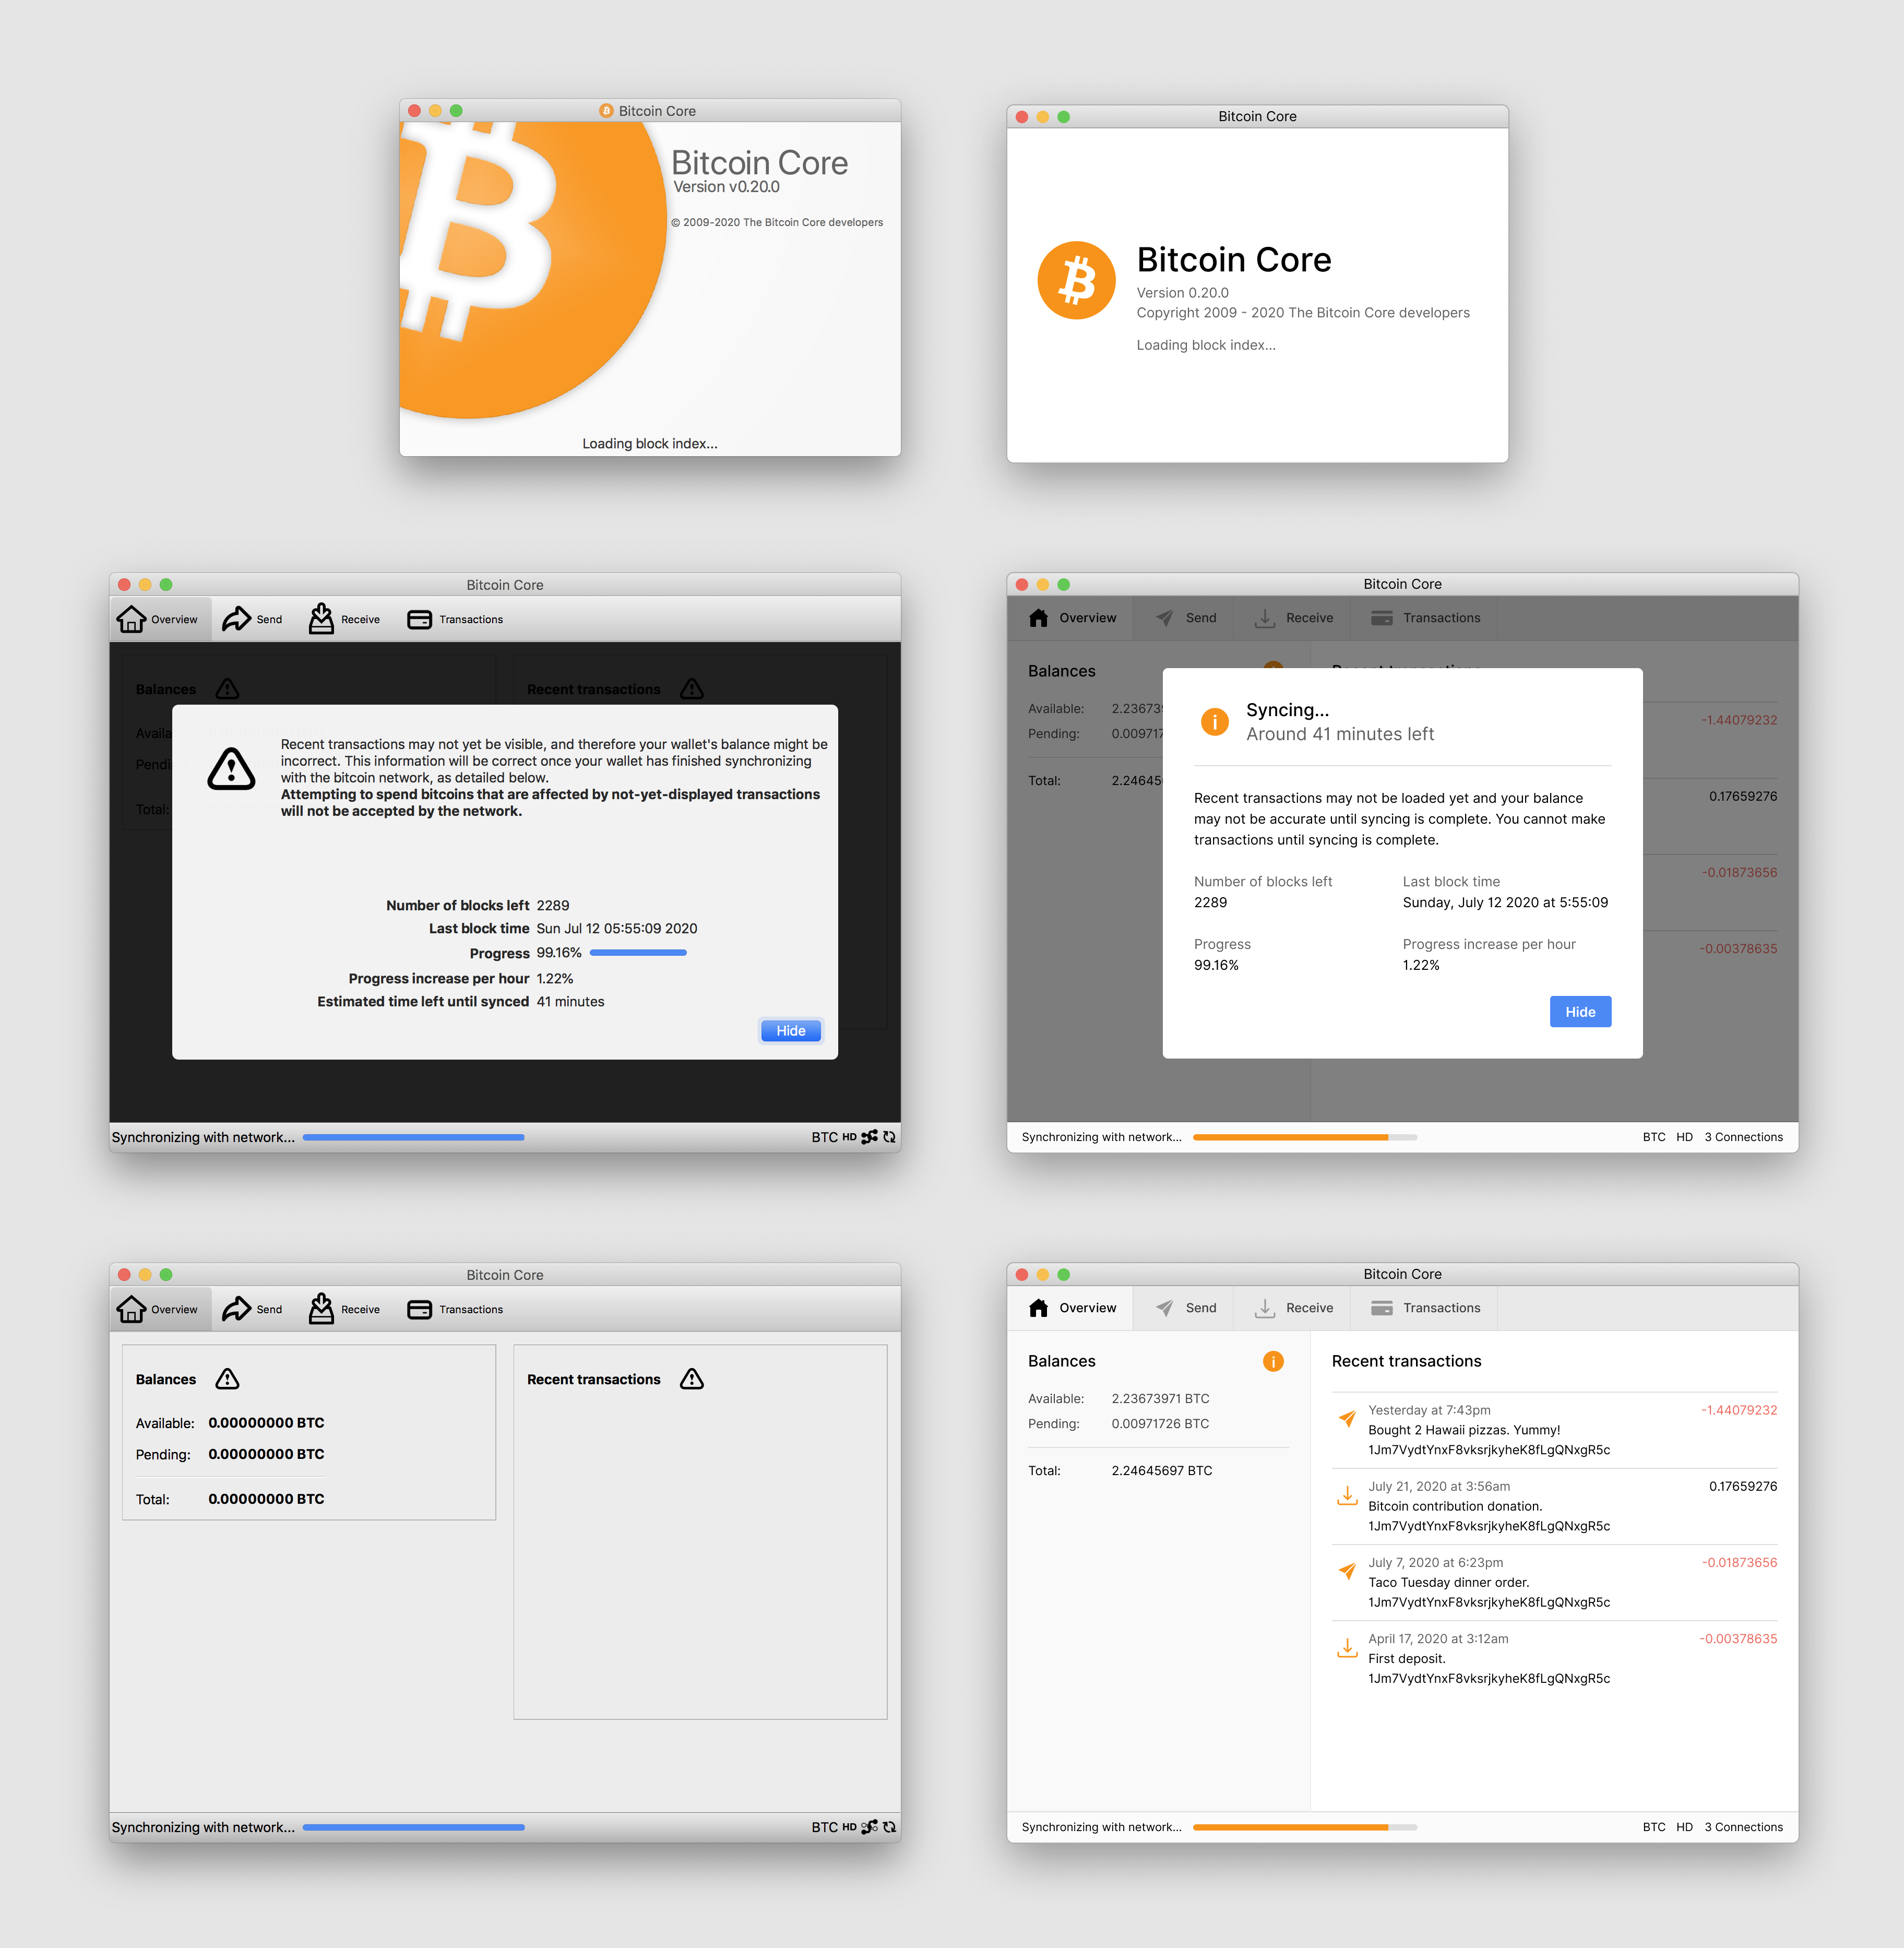 Bitcoin Core
Bitcoin Core
Version v0.20.0
© 2009-2020 The Bitcoin Core developers
Loading block index...
Bitcoin Core
Bitcoin Core
Version 0.20.0
Copyright 2009 - 2020 The Bitcoin Core developers
Loading block index...
Bitcoin Core
Overview Send Receive Transactions
Balances Recent transactions
Availa
Pendi
Total:
Recent transactions may not yet be visible, and therefore your wallet's balance might be
incorrect. This information will be correct once your wallet has finished synchronizing
with the bitcoin network, as detailed below.
Attempting to spend bitcoins that are affected by not-yet-displayed transactions
will not be accepted by the network.
Number of blocks left 2289
Last block time Sun Jul 12 05:55:09 2020
Progress 99.16%
Progress increase per hour 1.22%
Estimated time left until synced 41 minutes
Hide
Synchronizing with network... BTC HD
Bitcoin Core
Overview Send Receive Transactions
Balances
Available: 2.23673
Pending: 0.00971
Total: 2.24645
-1.44079232
0.17659276
-0.01873656
-0.00378635
Syncing...
Around 41 minutes left
Recent transactions may not be loaded yet and your balance
may not be accurate until syncing is complete. You cannot make
transactions until syncing is complete.
Number of blocks left Last block time
2289 Sunday, July 12 2020 at 5:55:09
Progress Progress increase per hour
99.16% 1.22%
Hide
Synchronizing with network... BTC HD 3 Connections
Bitcoin Core
Overview Send Receive Transactions
Balances
Available: 0.00000000 BTC
Pending: 0.00000000 BTC
Total: 0.00000000 BTC
Recent transactions
Synchronizing with network... BTC HD
Bitcoin Core
Overview Send Receive Transactions
Balances
Available: 2.23673971 BTC
Pending: 0.00971726 BTC
Total: 2.24645697 BTC
Recent transactions
Yesterday at 7:43pm -1.44079232
Bought 2 Hawaii pizzas. Yummy!
1Jm7VydtYnxF8vksrjkyheK8fLgQNxgR5c
July 21, 2020 at 3:56am 0.17659276
Bitcoin contribution donation.
1Jm7VydtYnxF8vksrjkyheK8fLgQNxgR5c
July 7, 2020 at 6:23pm -0.01873656
Taco Tuesday dinner order.
1Jm7VydtYnxF8vksrjkyheK8fLgQNxgR5c
April 17, 2020 at 3:12am -0.00378635
First deposit.
1Jm7VydtYnxF8vksrjkyheK8fLgQNxgR5c
Synchronizing with network... BTC HD 3 Connections